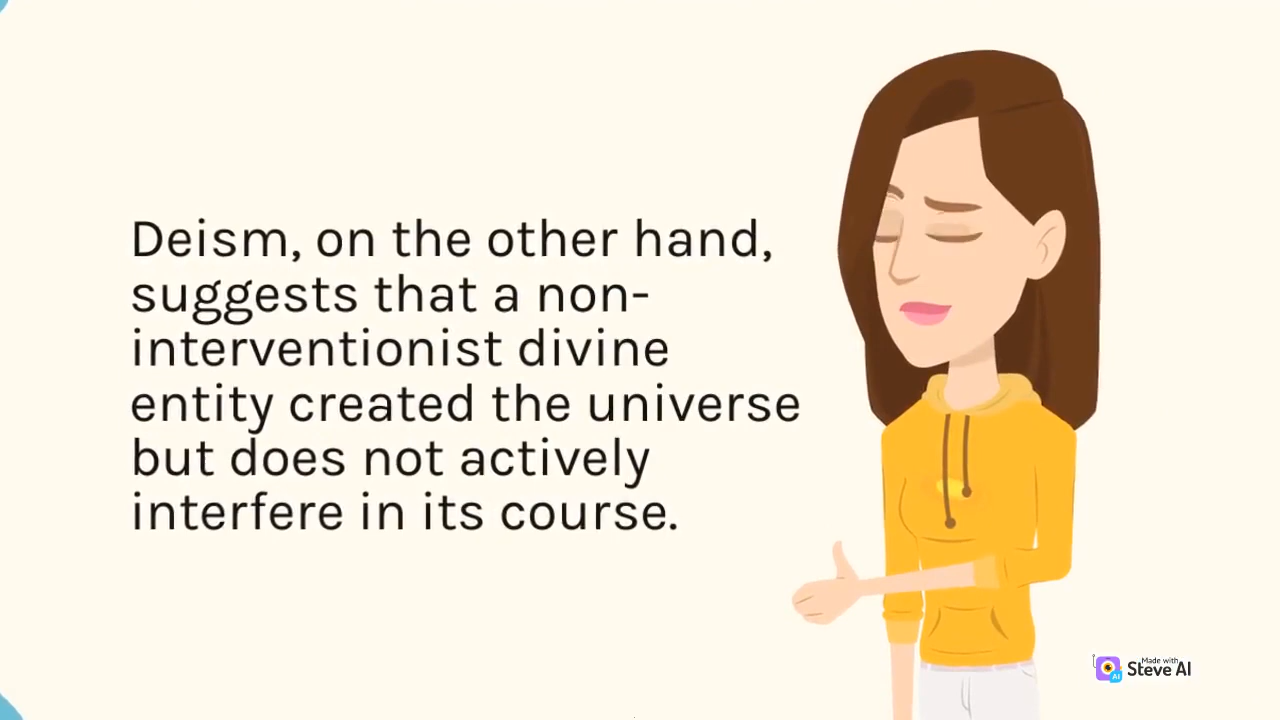 Deism, on the other hand,
suggests that a non-
interventionist divine
entity created the universe
but does not actively
interfere in its course.
Made with
AI Steve AI